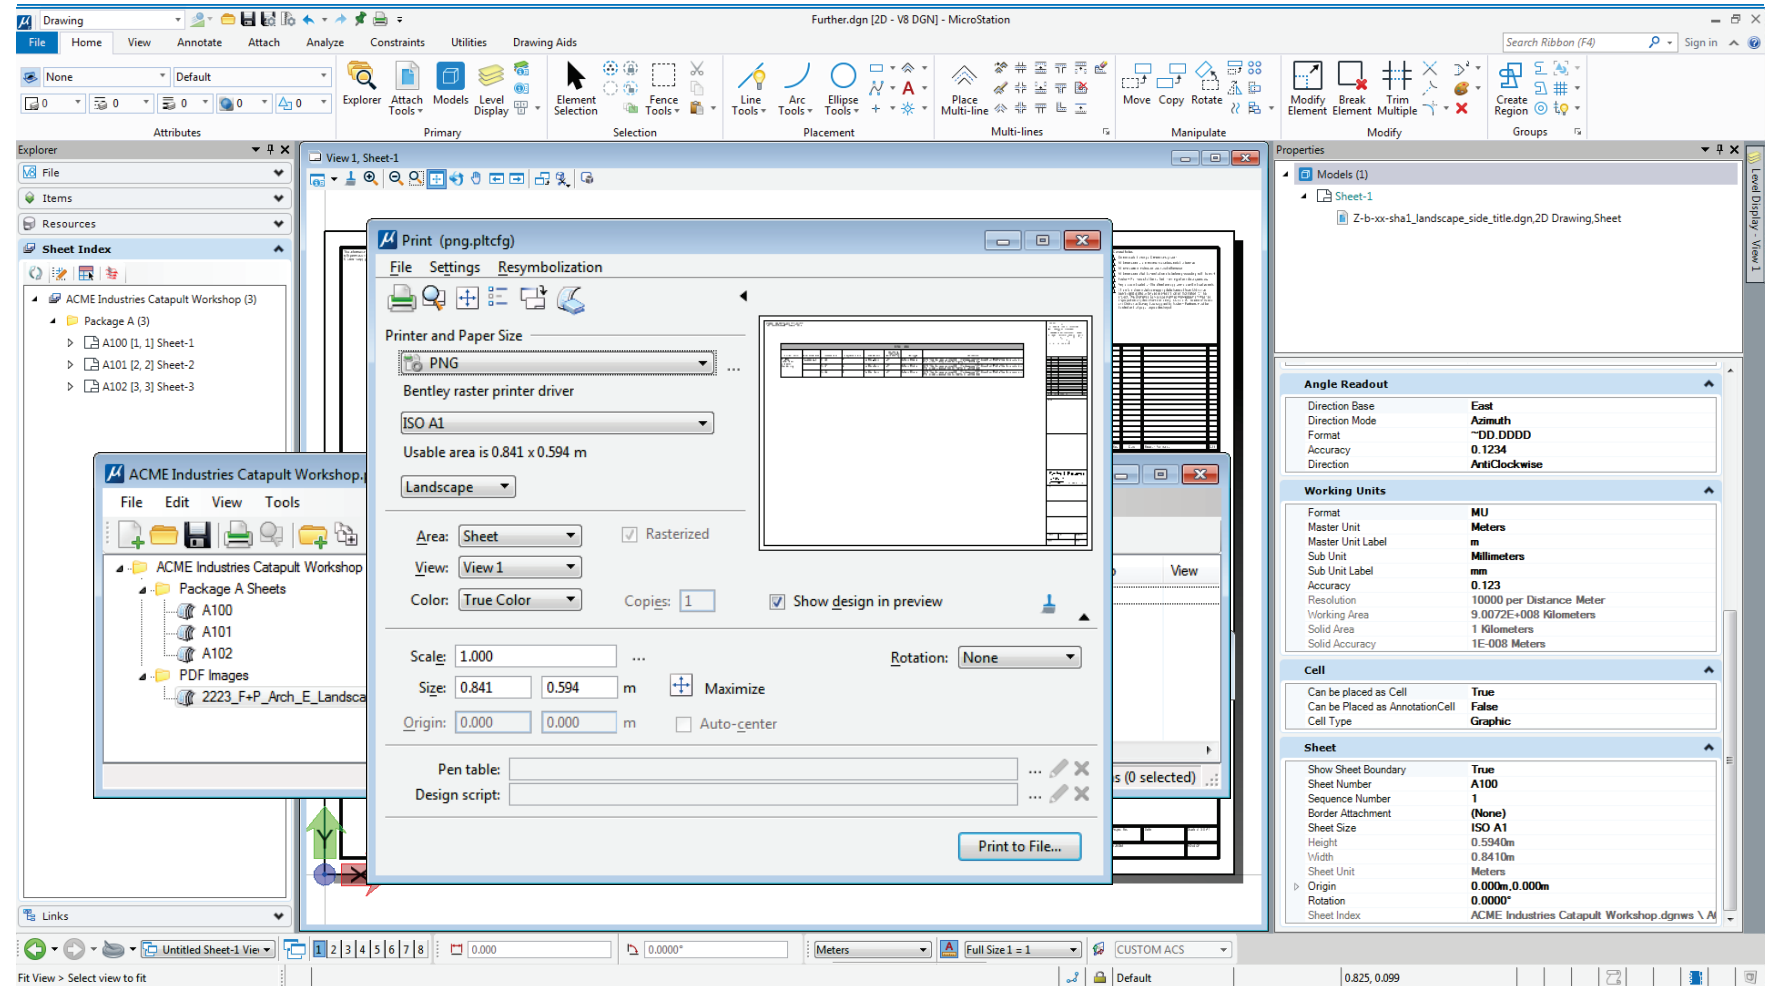 Drawing
Further.dgn [2D - V8 DGN] - MicroStation
File Home View Annotate Attach Analyze Constraints Utilities Drawing Aids
Search Ribbon (F4) Sign in
None Default
0 0 0 0 0
Explorer Attach Tools Models Level Display
Element Selection Fence Tools
Line Tools Arc Tools Ellipse Tools
Place Multi-line
Move Copy Rotate
Modify Element Break Element Trim Multiple
Create Region
Attributes Primary Selection Placement Multi-lines Manipulate Modify Groups
Explorer
File
Items
Resources
Sheet Index
ACME Industries Catapult Workshop (3)
Package A (3)
A100 [1, 1] Sheet-1
A101 [2, 2] Sheet-2
A102 [3, 3] Sheet-3
Links
View 1, Sheet-1
ACME Industries Catapult Workshop.p
File Edit View Tools
ACME Industries Catapult Workshop
Package A Sheets
A100
A101
A102
PDF Images
2223_F+P_Arch_E_Landsca
View
s (0 selected)
Print (png.pltcfg)
File Settings Resymbolization
Printer and Paper Size
PNG
...
Bentley raster printer driver
ISO A1
Usable area is 0.841 x 0.594 m
Landscape
Area: Sheet
Rasterized
View: View 1
Color: True Color
Copies: 1
Show design in preview
Scale: 1.000
...
Rotation: None
Size: 0.841 0.594 m
Maximize
Origin: 0.000 0.000 m
Auto-center
Pen table:
...
Design script:
...
Print to File...
Y
X
Properties
Models (1)
Sheet-1
Z-b-xx-sha1_landscape_side_title.dgn,2D Drawing,Sheet
Level Display - View 1
Angle Readout
Direction Base East
Direction Mode Azimuth
Format ~DD.DDDD
Accuracy 0.1234
Direction AntiClockwise
Working Units
Format MU
Master Unit Meters
Master Unit Label m
Sub Unit Millimeters
Sub Unit Label mm
Accuracy 0.123
Resolution 10000 per Distance Meter
Working Area 9.0072E+008 Kilometers
Solid Area 1 Kilometers
Solid Accuracy 1E-008 Meters
Cell
Can be placed as Cell True
Can be Placed as AnnotationCell False
Cell Type Graphic
Sheet
Show Sheet Boundary True
Sheet Number A100
Sequence Number 1
Border Attachment (None)
Sheet Size ISO A1
Height 0.5940m
Width 0.8410m
Sheet Unit Meters
Origin 0.000m,0.000m
Rotation 0.0000°
Sheet Index ACME Industries Catapult Workshop.dgnws \ A
Untitled Sheet-1 Vie
1 2 3 4 5 6 7 8
0.000
0.0000°
Meters
Full Size 1 = 1
CUSTOM ACS
Fit View > Select view to fit
Default
0.825, 0.099